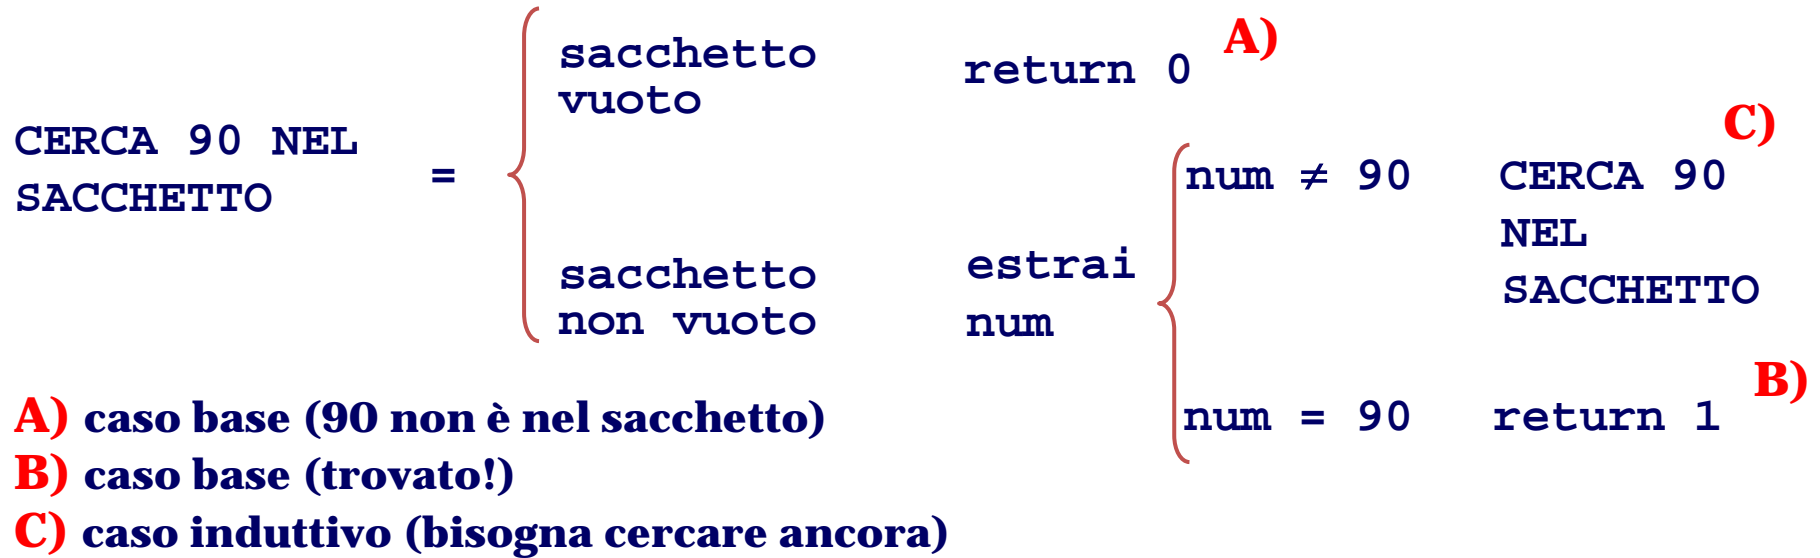 CERCA 90 NEL
SACCHETTO
=
sacchetto
vuoto
return 0 A)
sacchetto
non vuoto
estrai
num
num ≠ 90
CERCA 90 C)
NEL
SACCHETTO
num = 90
return 1 B)
A) caso base (90 non è nel sacchetto)
B) caso base (trovato!)
C) caso induttivo (bisogna cercare ancora)